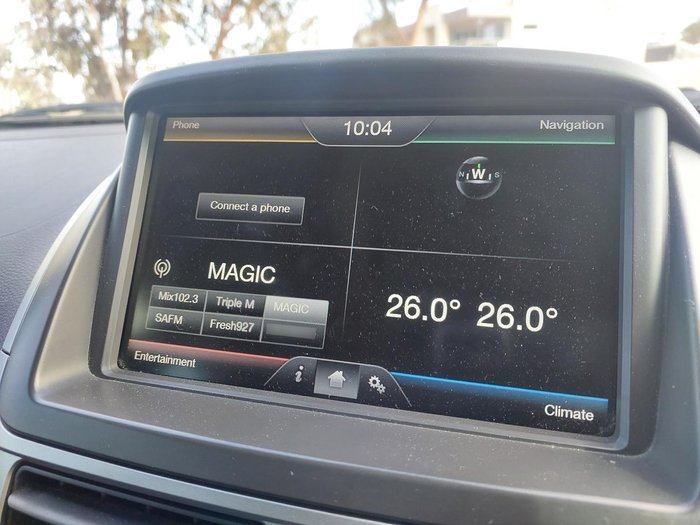 Phone
10:04
Navigation
N W S
Connect a phone
MAGIC
Mix102.3 Triple M MAGIC
SAFM Fresh927
26.0° 26.0°
Entertainment
i
Climate